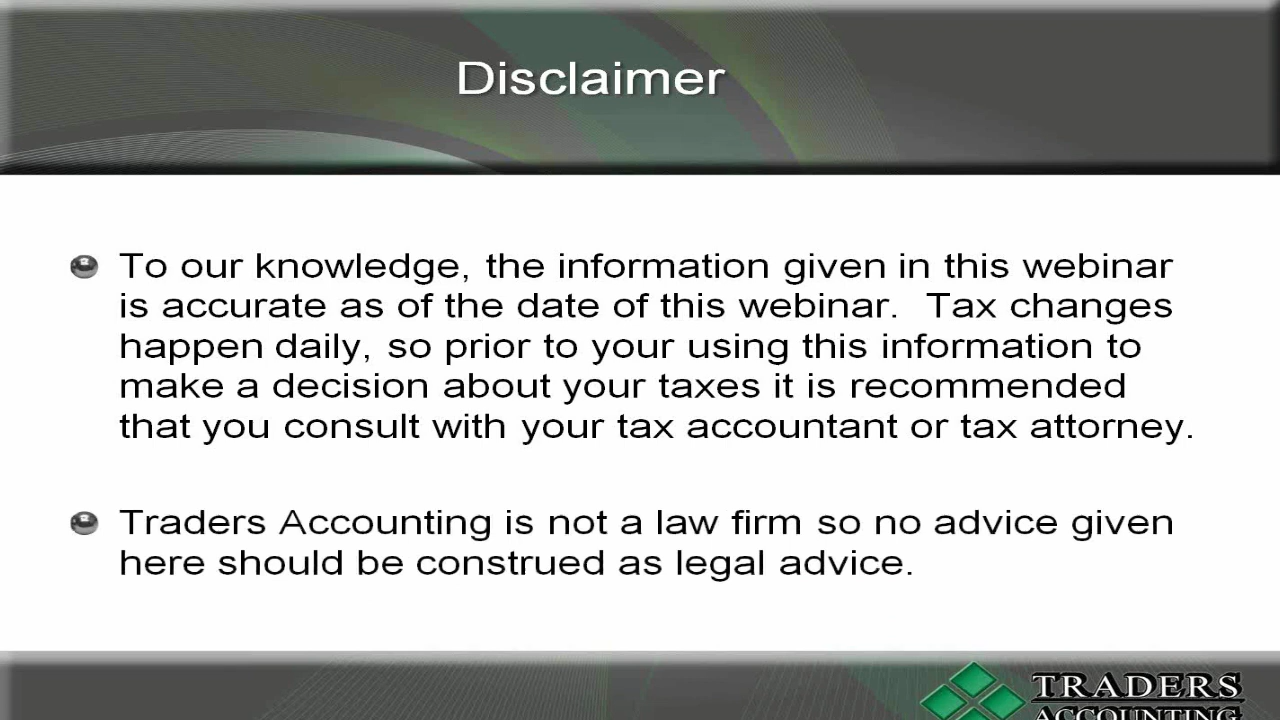 Disclaimer
To our knowledge, the information given in this webinar
is accurate as of the date of this webinar.  Tax changes
happen daily, so prior to your using this information to
make a decision about your taxes it is recommended
that you consult with your tax accountant or tax attorney.
Traders Accounting is not a law firm so no advice given
here should be construed as legal advice.
TRADERS
ACCOUNTING